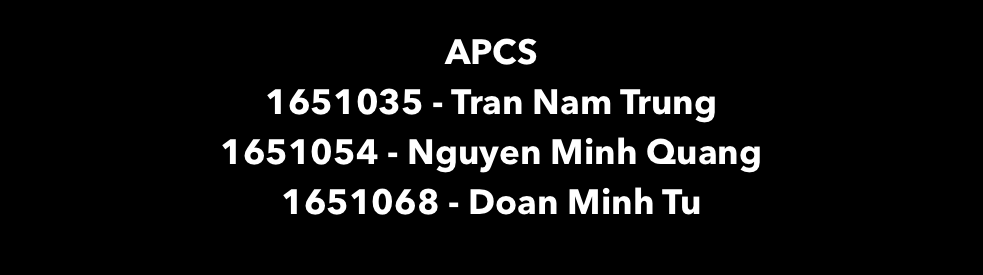 APCS
1651035 - Tran Nam Trung
1651054 - Nguyen Minh Quang
1651068 - Doan Minh Tu